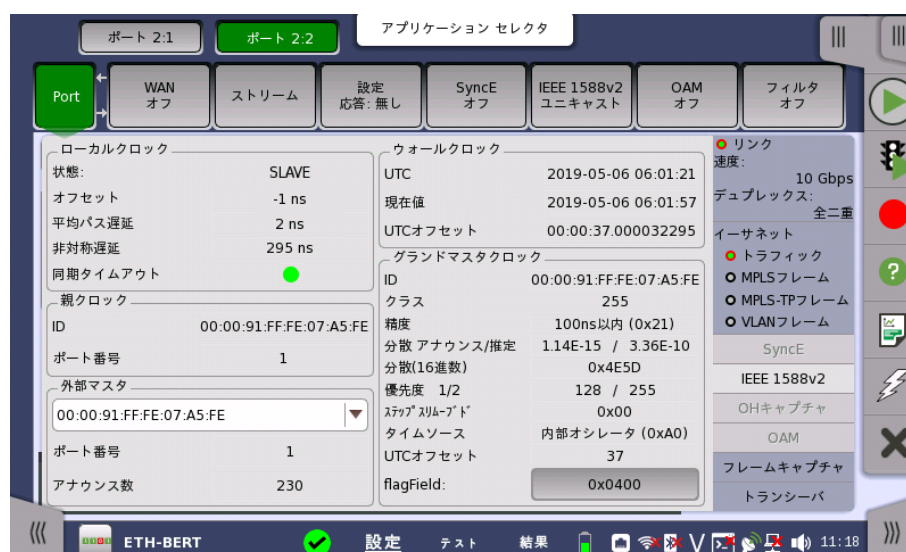 アプリケーション セレクタ
ポート 2:1
ポート 2:2
Port
WAN
オフ
ストリーム
設定
応答: 無し
SyncE
オフ
IEEE 1588v2
ユニキャスト
OAM
オフ
フィルタ
オフ
ローカルクロック
状態: SLAVE
オフセット -1 ns
平均パス遅延 2 ns
非対称遅延 295 ns
同期タイムアウト
親クロック
ID 00:00:91:FF:FE:07:A5:FE
ポート番号 1
外部マスタ
00:00:91:FF:FE:07:A5:FE
ポート番号 1
アナウンス数 230
ウォールクロック
UTC 2019-05-06 06:01:21
現在値 2019-05-06 06:01:57
UTCオフセット 00:00:37.000032295
グランドマスタクロック
ID 00:00:91:FF:FE:07:A5:FE
クラス 255
精度 100ns以内 (0x21)
分散 アナウンス/推定 1.14E-15 / 3.36E-10
分散(16進数) 0x4E5D
優先度 1/2 128 / 255
ｽﾃｯﾌﾟｽﾘﾑｰﾌﾞﾄﾞ 0x00
タイムソース 内部オシレータ (0xA0)
UTCオフセット 37
flagField: 0x0400
リンク
速度:
10 Gbps
デュプレックス:
全二重
イーサネット
トラフィック
MPLSフレーム
MPLS-TPフレーム
VLANフレーム
SyncE
IEEE 1588v2
OHキャプチャ
OAM
フレームキャプチャ
トランシーバ
ETH-BERT
設定
テスト
結果
11:18